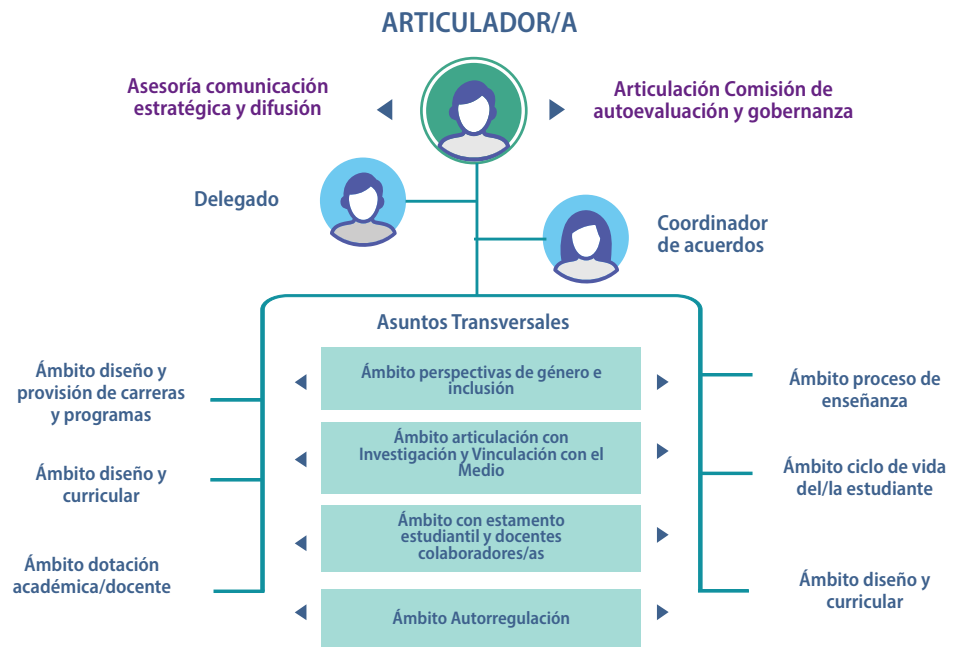 ARTICULADOR/A
Asesoría comunicación
estratégica y difusión
Articulación Comisión de
autoevaluación y gobernanza
Delegado
Coordinador
de acuerdos
Asuntos Transversales
Ámbito diseño y
provisión de carreras
y programas
Ámbito diseño y
curricular
Ámbito dotación
académica/docente
Ámbito perspectivas de género e
inclusión
Ámbito articulación con
Investigación y Vinculación con el
Medio
Ámbito con estamento
estudiantil y docentes
colaboradores/as
Ámbito Autorregulación
Ámbito proceso de
enseñanza
Ámbito ciclo de vida
del/la estudiante
Ámbito diseño y
curricular